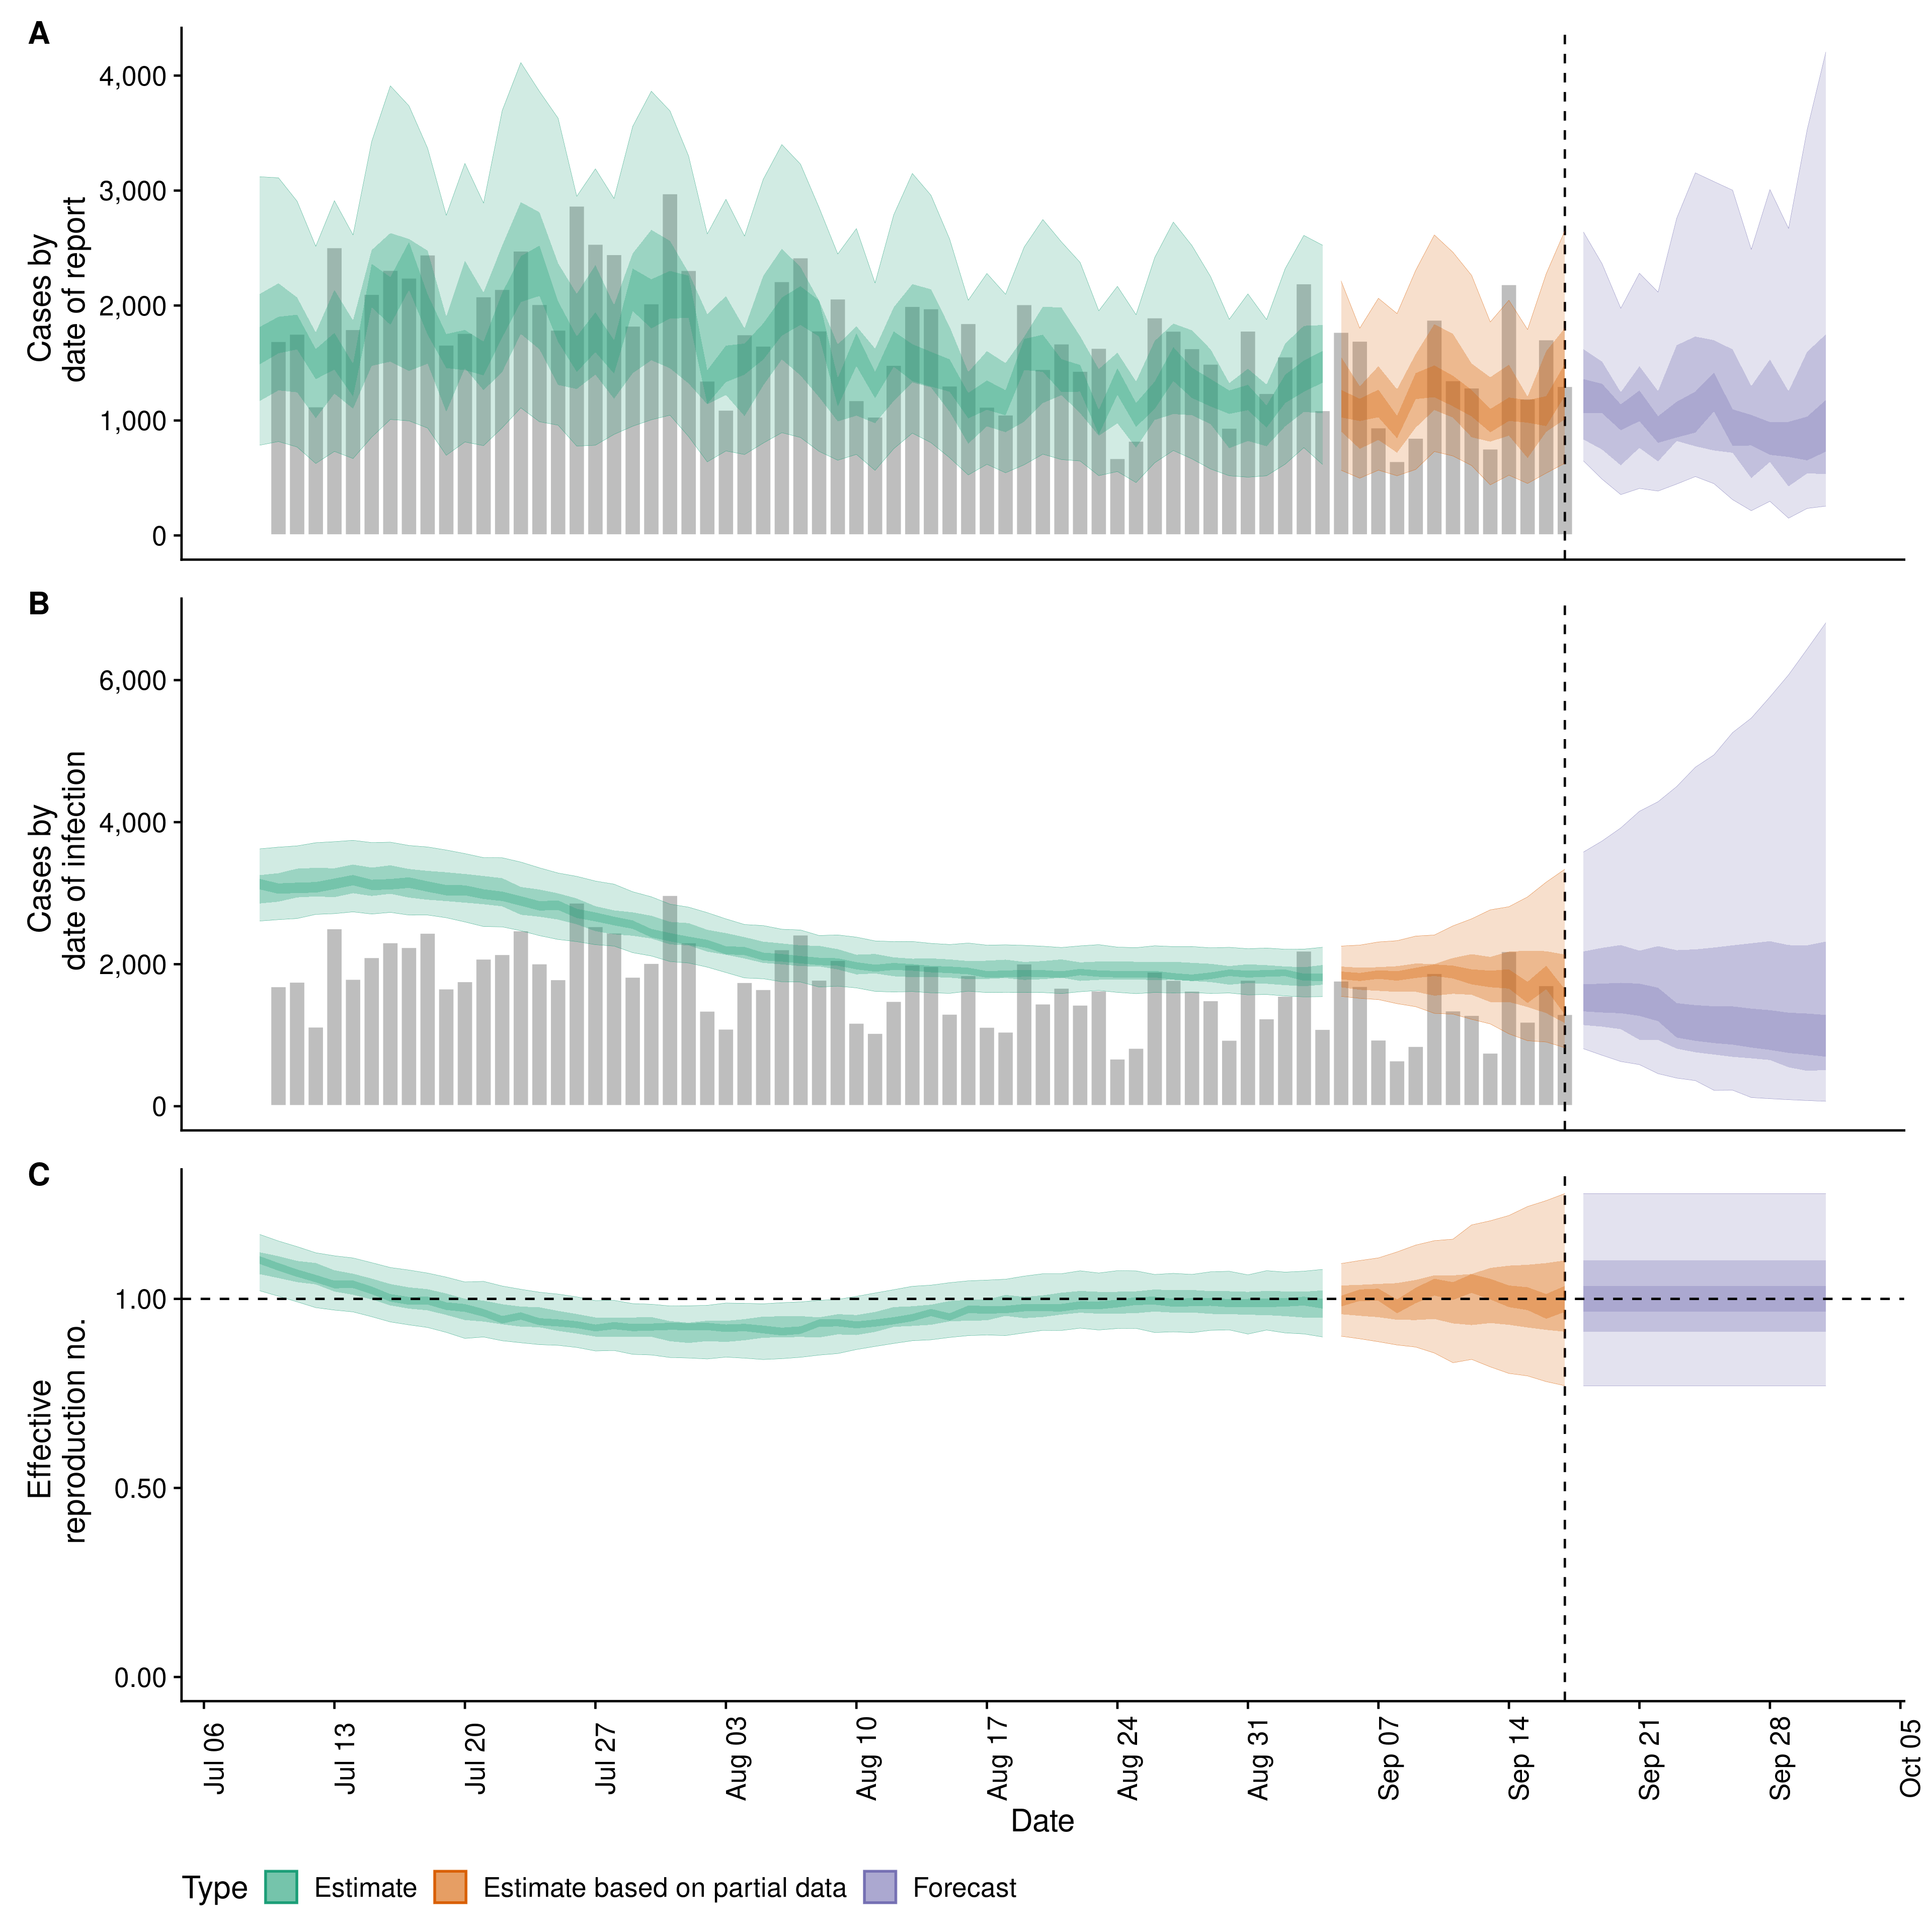 A
4,000
3,000
2,000
1,000
0
Cases by
date of report
B
6,000
4,000
2,000
0
Cases by
date of infection
C
1.00
0.50
0.00
Effective
reproduction no.
Jul 06
Jul 13
Jul 20
Jul 27
Aug 03
Aug 10
Aug 17
Aug 24
Aug 31
Sep 07
Sep 14
Sep 21
Sep 28
Oct 05
Date
Type Estimate Estimate based on partial data Forecast